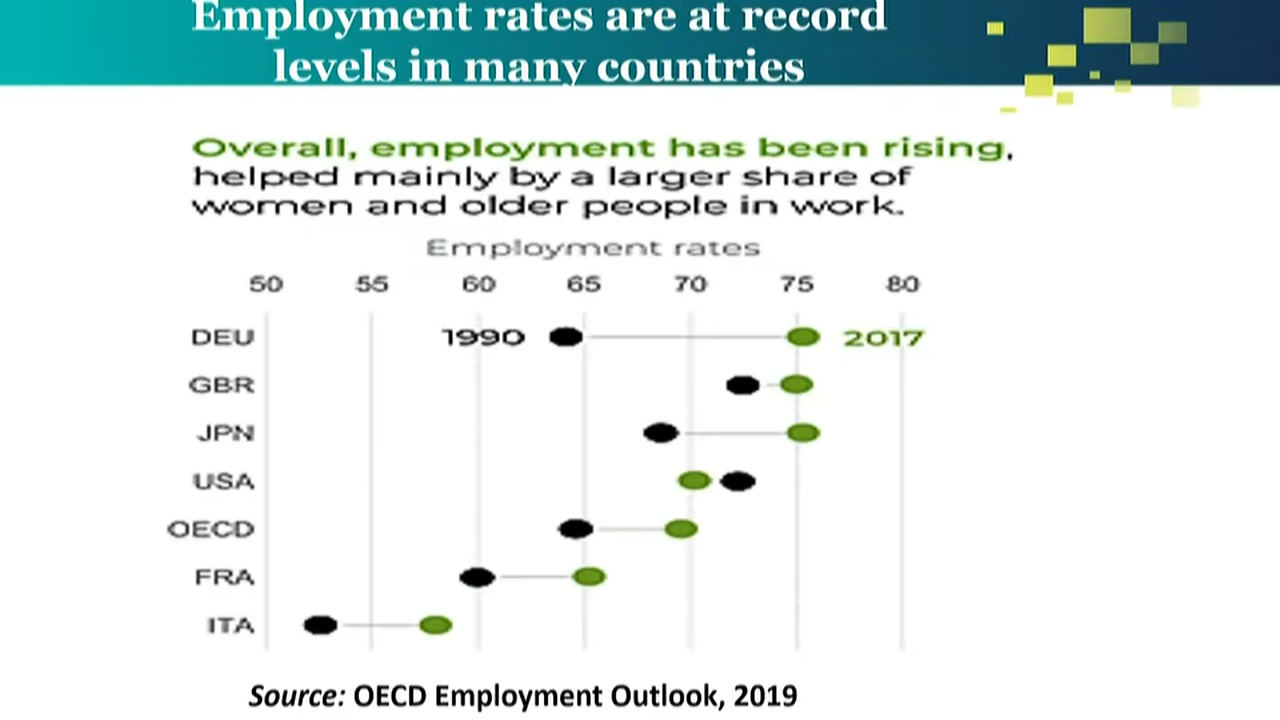 Employment rates are at record
levels in many countries
Overall, employment has been rising,
helped mainly by a larger share of
women and older people in work.
Employment rates
50 55 60 65 70 75 80
DEU 1990 2017
GBR
JPN
USA
OECD
FRA
ITA
Source: OECD Employment Outlook, 2019